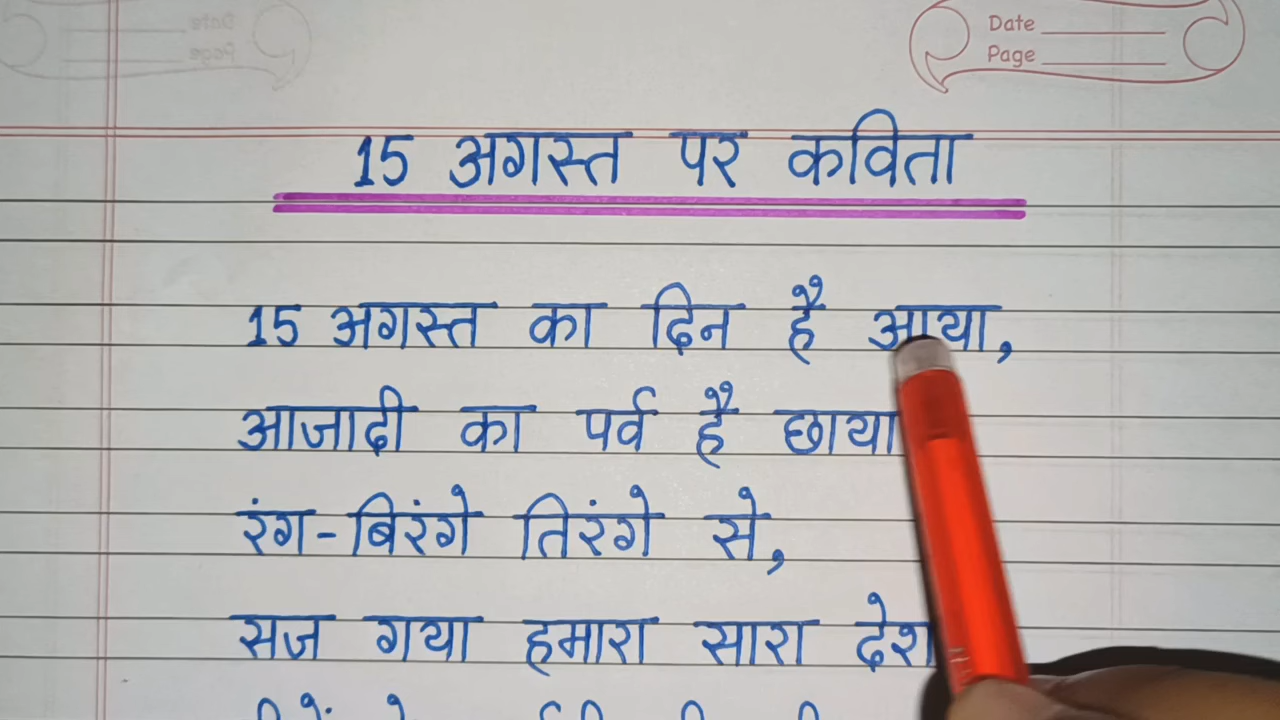 Date
Page
15 अगस्त पर कविता
15 अगस्त का दिन है आया,
आजादी का पर्व है छाया
रंग-बिरंगे तिरंगे से,
सज गया हमारा सारा देश